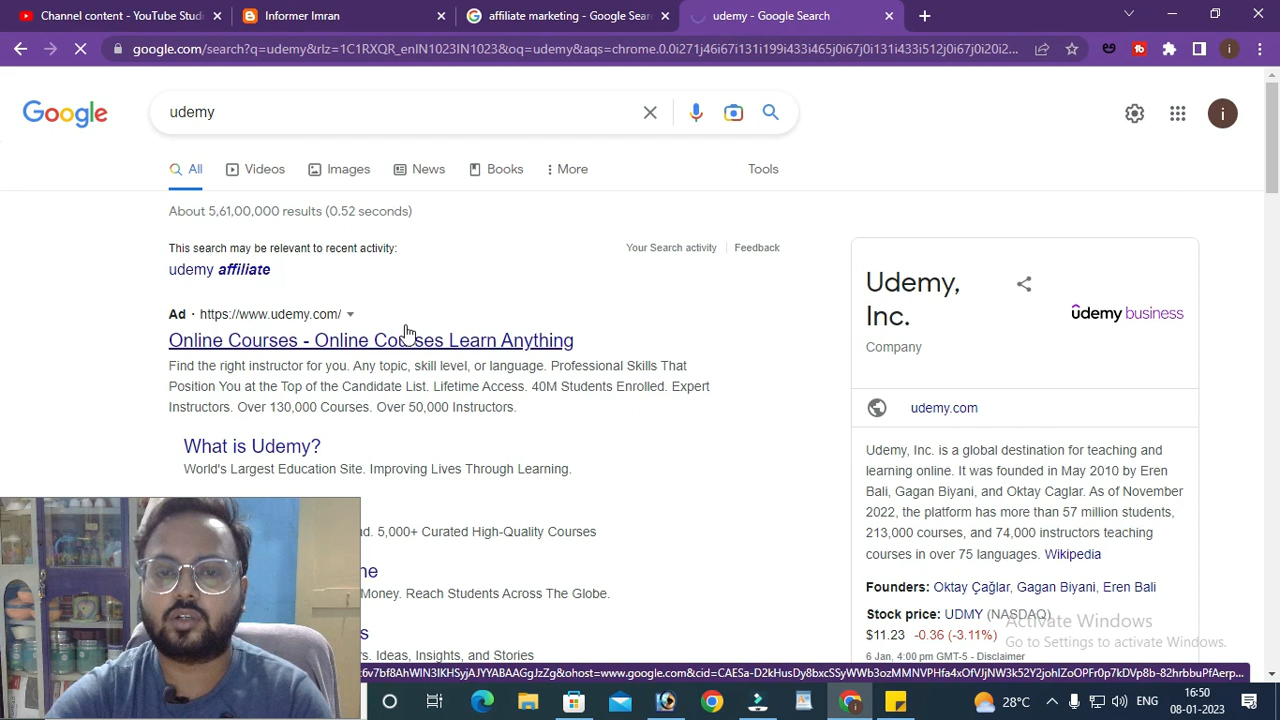 Channel content - YouTube Stud
Informer Imran
affiliate marketing - Google Sear
udemy - Google Search
google.com/search?q=udemy&rlz=1C1RXQR_enIN1023IN1023&oq=udemy&aqs=chrome.0.0i271j46i67i131i199i433i465j0i67j0i131i433i512j0i67j0i20i2...
i
Google
udemy
i
All
Videos
Images
News
Books
More
Tools
About 5,61,00,000 results (0.52 seconds)
This search may be relevant to recent activity:
Your Search activity
Feedback
udemy affiliate
Ad · https://www.udemy.com/
Online Courses - Online Courses Learn Anything
Find the right instructor for you. Any topic, skill level, or language. Professional Skills That
Position You at the Top of the Candidate List. Lifetime Access. 40M Students Enrolled. Expert
Instructors. Over 130,000 Courses. Over 50,000 Instructors.
What is Udemy?
World's Largest Education Site. Improving Lives Through Learning.
ad. 5,000+ Curated High-Quality Courses
ne
Money. Reach Students Across The Globe.
s
rs. Ideas, Insights, and Stories
Udemy,
Inc.
Company
udemy business
udemy.com
Udemy, Inc. is a global destination for teaching and
learning online. It was founded in May 2010 by Eren
Bali, Gagan Biyani, and Oktay Caglar. As of November
2022, the platform has more than 57 million students,
213,000 courses, and 74,000 instructors teaching
courses in over 75 languages. Wikipedia
Founders: Oktay Çağlar, Gagan Biyani, Eren Bali
Stock price: UDMY (NASDAQ)
$11.23 -0.36 (-3.11%)
6 Jan, 4:00 pm GMT-5 - Disclaimer
Activate Windows
Go to Settings to activate Windows.
28°C
ENG
16:50
08-01-2023